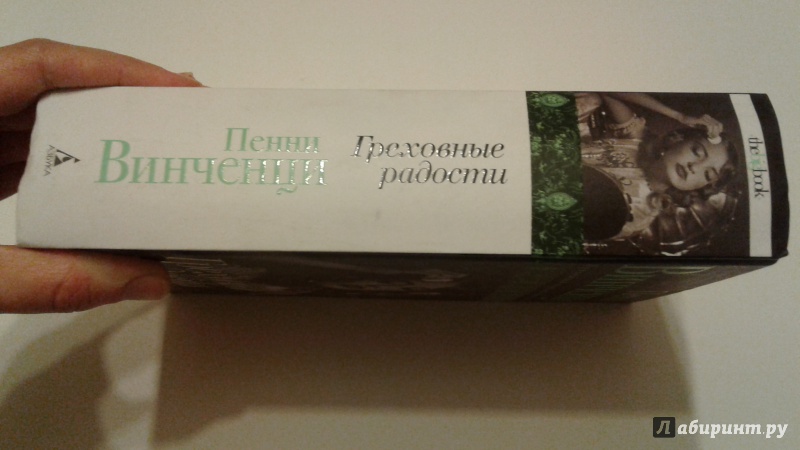 Пенни
Винченци
Греховные
радости
the book
АЗБУКА
Лабиринт.ру